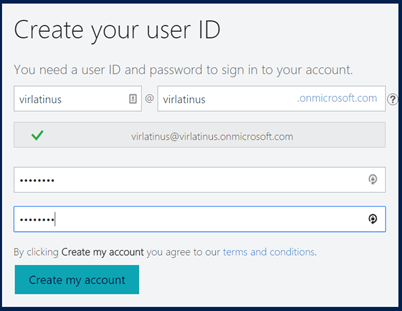 Create your user ID
You need a user ID and password to sign in to your account.
virlatinus @ virlatinus .onmicrosoft.com ?
virlatinus@virlatinus.onmicrosoft.com
••••••••
••••••••
By clicking Create my account you agree to our terms and conditions.
Create my account